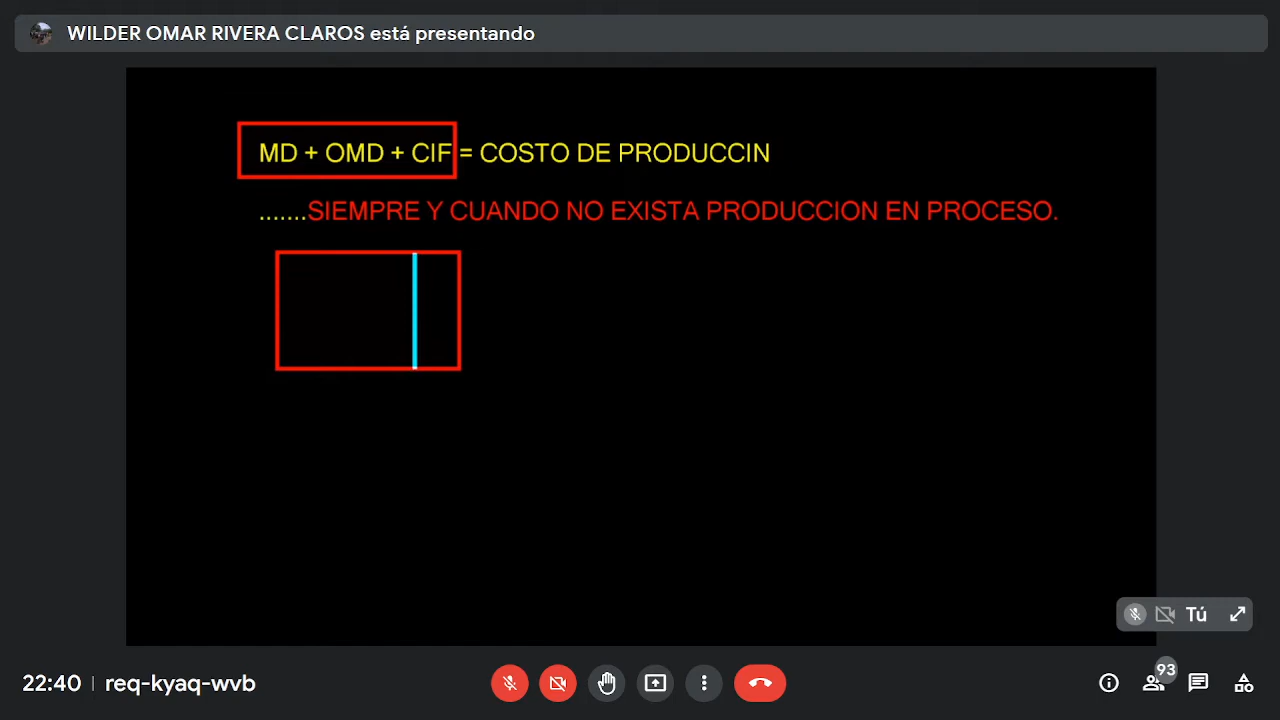 WILDER OMAR RIVERA CLAROS está presentando
MD + OMD + CIF = COSTO DE PRODUCCIN
.......SIEMPRE Y CUANDO NO EXISTA PRODUCCION EN PROCESO.
Tú
22:40 | req-kyaq-wvb
93